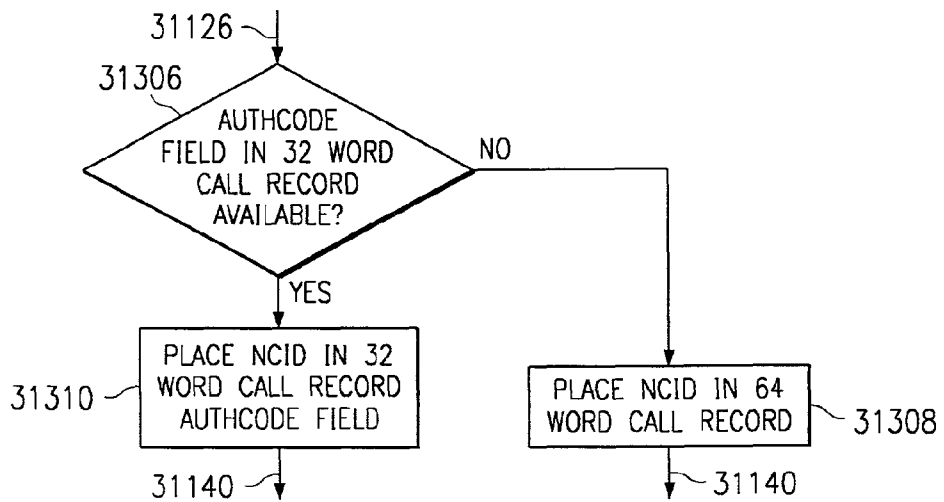 31126
31306
AUTHCODE
FIELD IN 32 WORD
CALL RECORD
AVAILABLE?
NO
YES
PLACE NCID IN 32
WORD CALL RECORD
AUTHCODE FIELD
31310
PLACE NCID IN 64
WORD CALL RECORD
31308
31140
31140